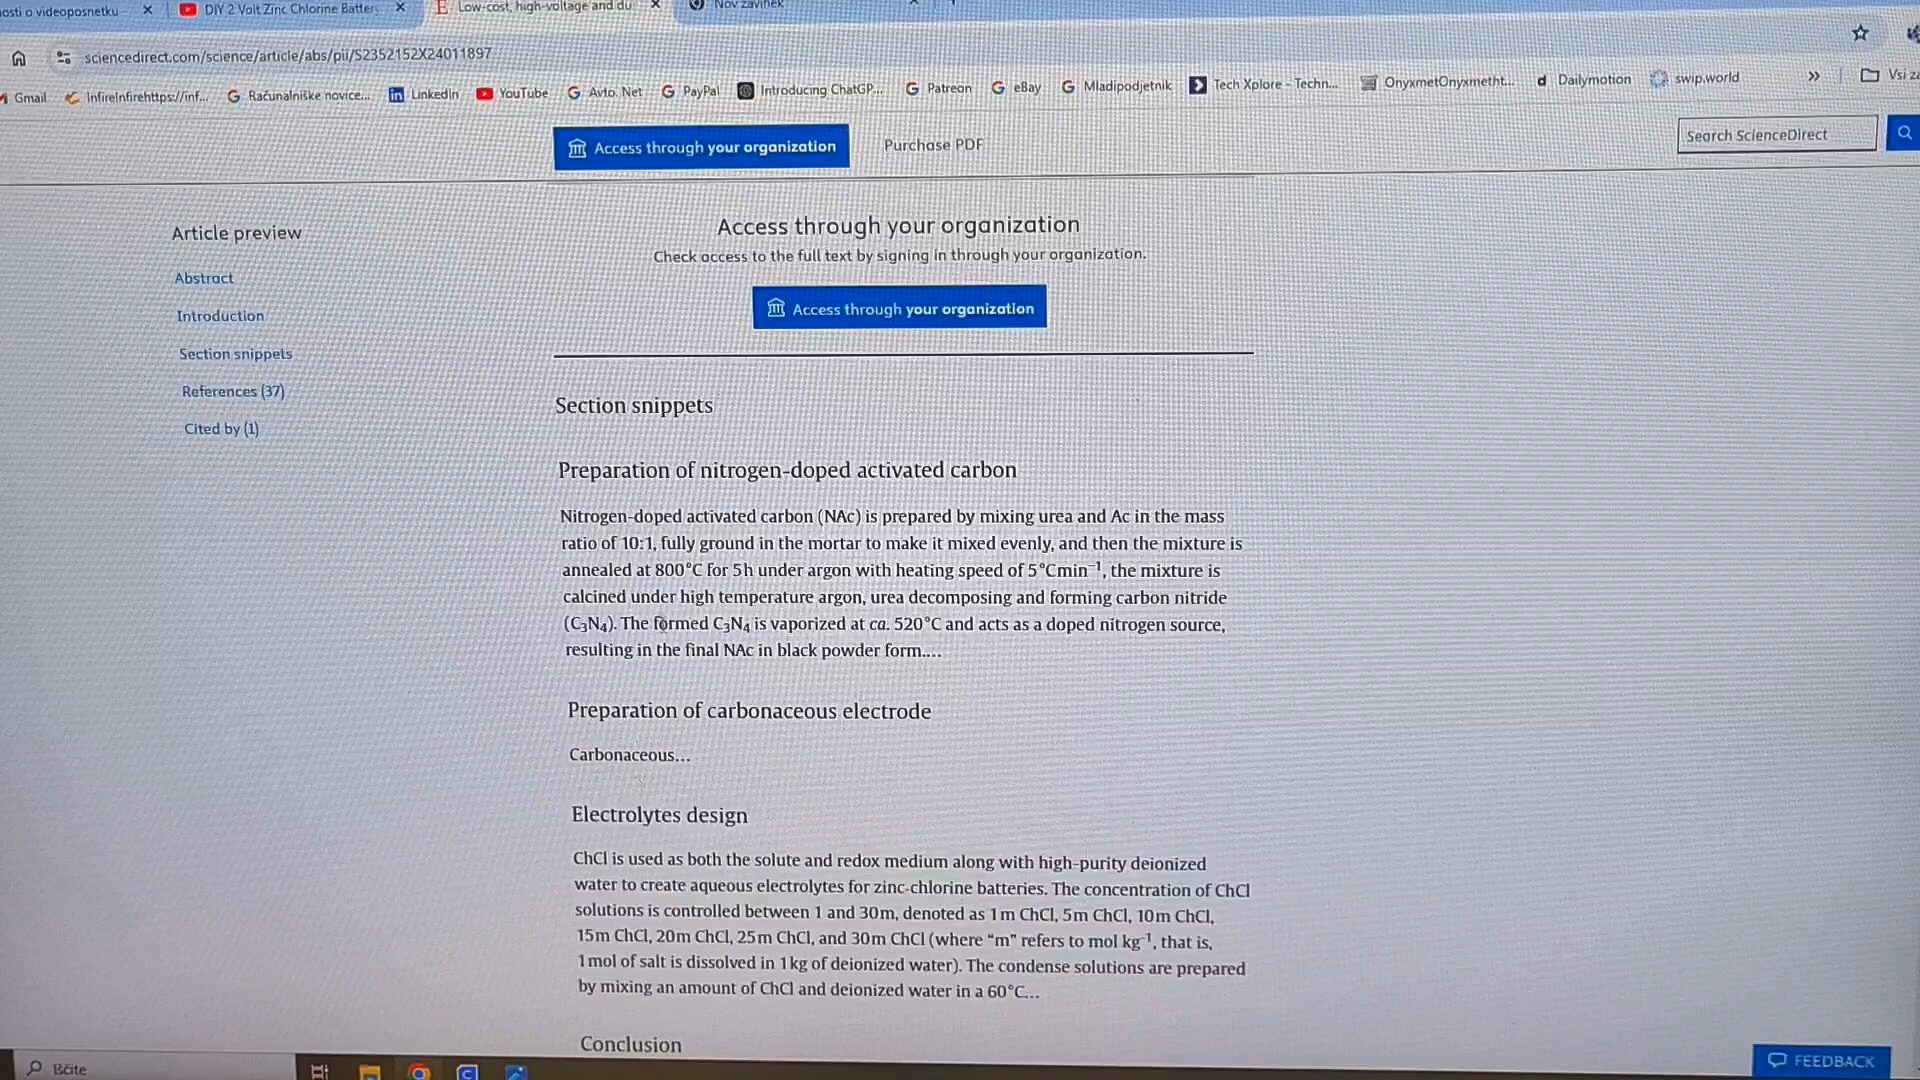 osti o videoposnetku
DIY 2 Volt Zinc Chlorine Batter
Low-cost, high-voltage and du
Nov zavihek
sciencedirect.com/science/article/abs/pii/S2352152X24011897
Gmail
InfireInfirehttps://inf...
Računalniške novice...
LinkedIn
YouTube
Avto. Net
PayPal
Introducing ChatGP...
Patreon
eBay
Mladipodjetnik
Tech Xplore - Techn...
OnyxmetOnyxmetht...
Dailymotion
swip.world
»
Vsi za
Access through your organization
Purchase PDF
Search ScienceDirect
Article preview
Abstract
Introduction
Section snippets
References (37)
Cited by (1)
Access through your organization
Check access to the full text by signing in through your organization.
Access through your organization
Section snippets
Preparation of nitrogen-doped activated carbon
Nitrogen-doped activated carbon (NAc) is prepared by mixing urea and Ac in the mass
ratio of 10:1, fully ground in the mortar to make it mixed evenly, and then the mixture is
annealed at 800°C for 5h under argon with heating speed of 5°Cmin⁻¹, the mixture is
calcined under high temperature argon, urea decomposing and forming carbon nitride
(C₃N₄). The formed C₃N₄ is vaporized at ca. 520°C and acts as a doped nitrogen source,
resulting in the final NAc in black powder form....
Preparation of carbonaceous electrode
Carbonaceous...
Electrolytes design
ChCl is used as both the solute and redox medium along with high-purity deionized
water to create aqueous electrolytes for zinc-chlorine batteries. The concentration of ChCl
solutions is controlled between 1 and 30m, denoted as 1m ChCl, 5m ChCl, 10m ChCl,
15m ChCl, 20m ChCl, 25m ChCl, and 30m ChCl (where “m” refers to mol kg⁻¹, that is,
1mol of salt is dissolved in 1kg of deionized water). The condense solutions are prepared
by mixing an amount of ChCl and deionized water in a 60°C...
Conclusion
FEEDBACK
Iščite